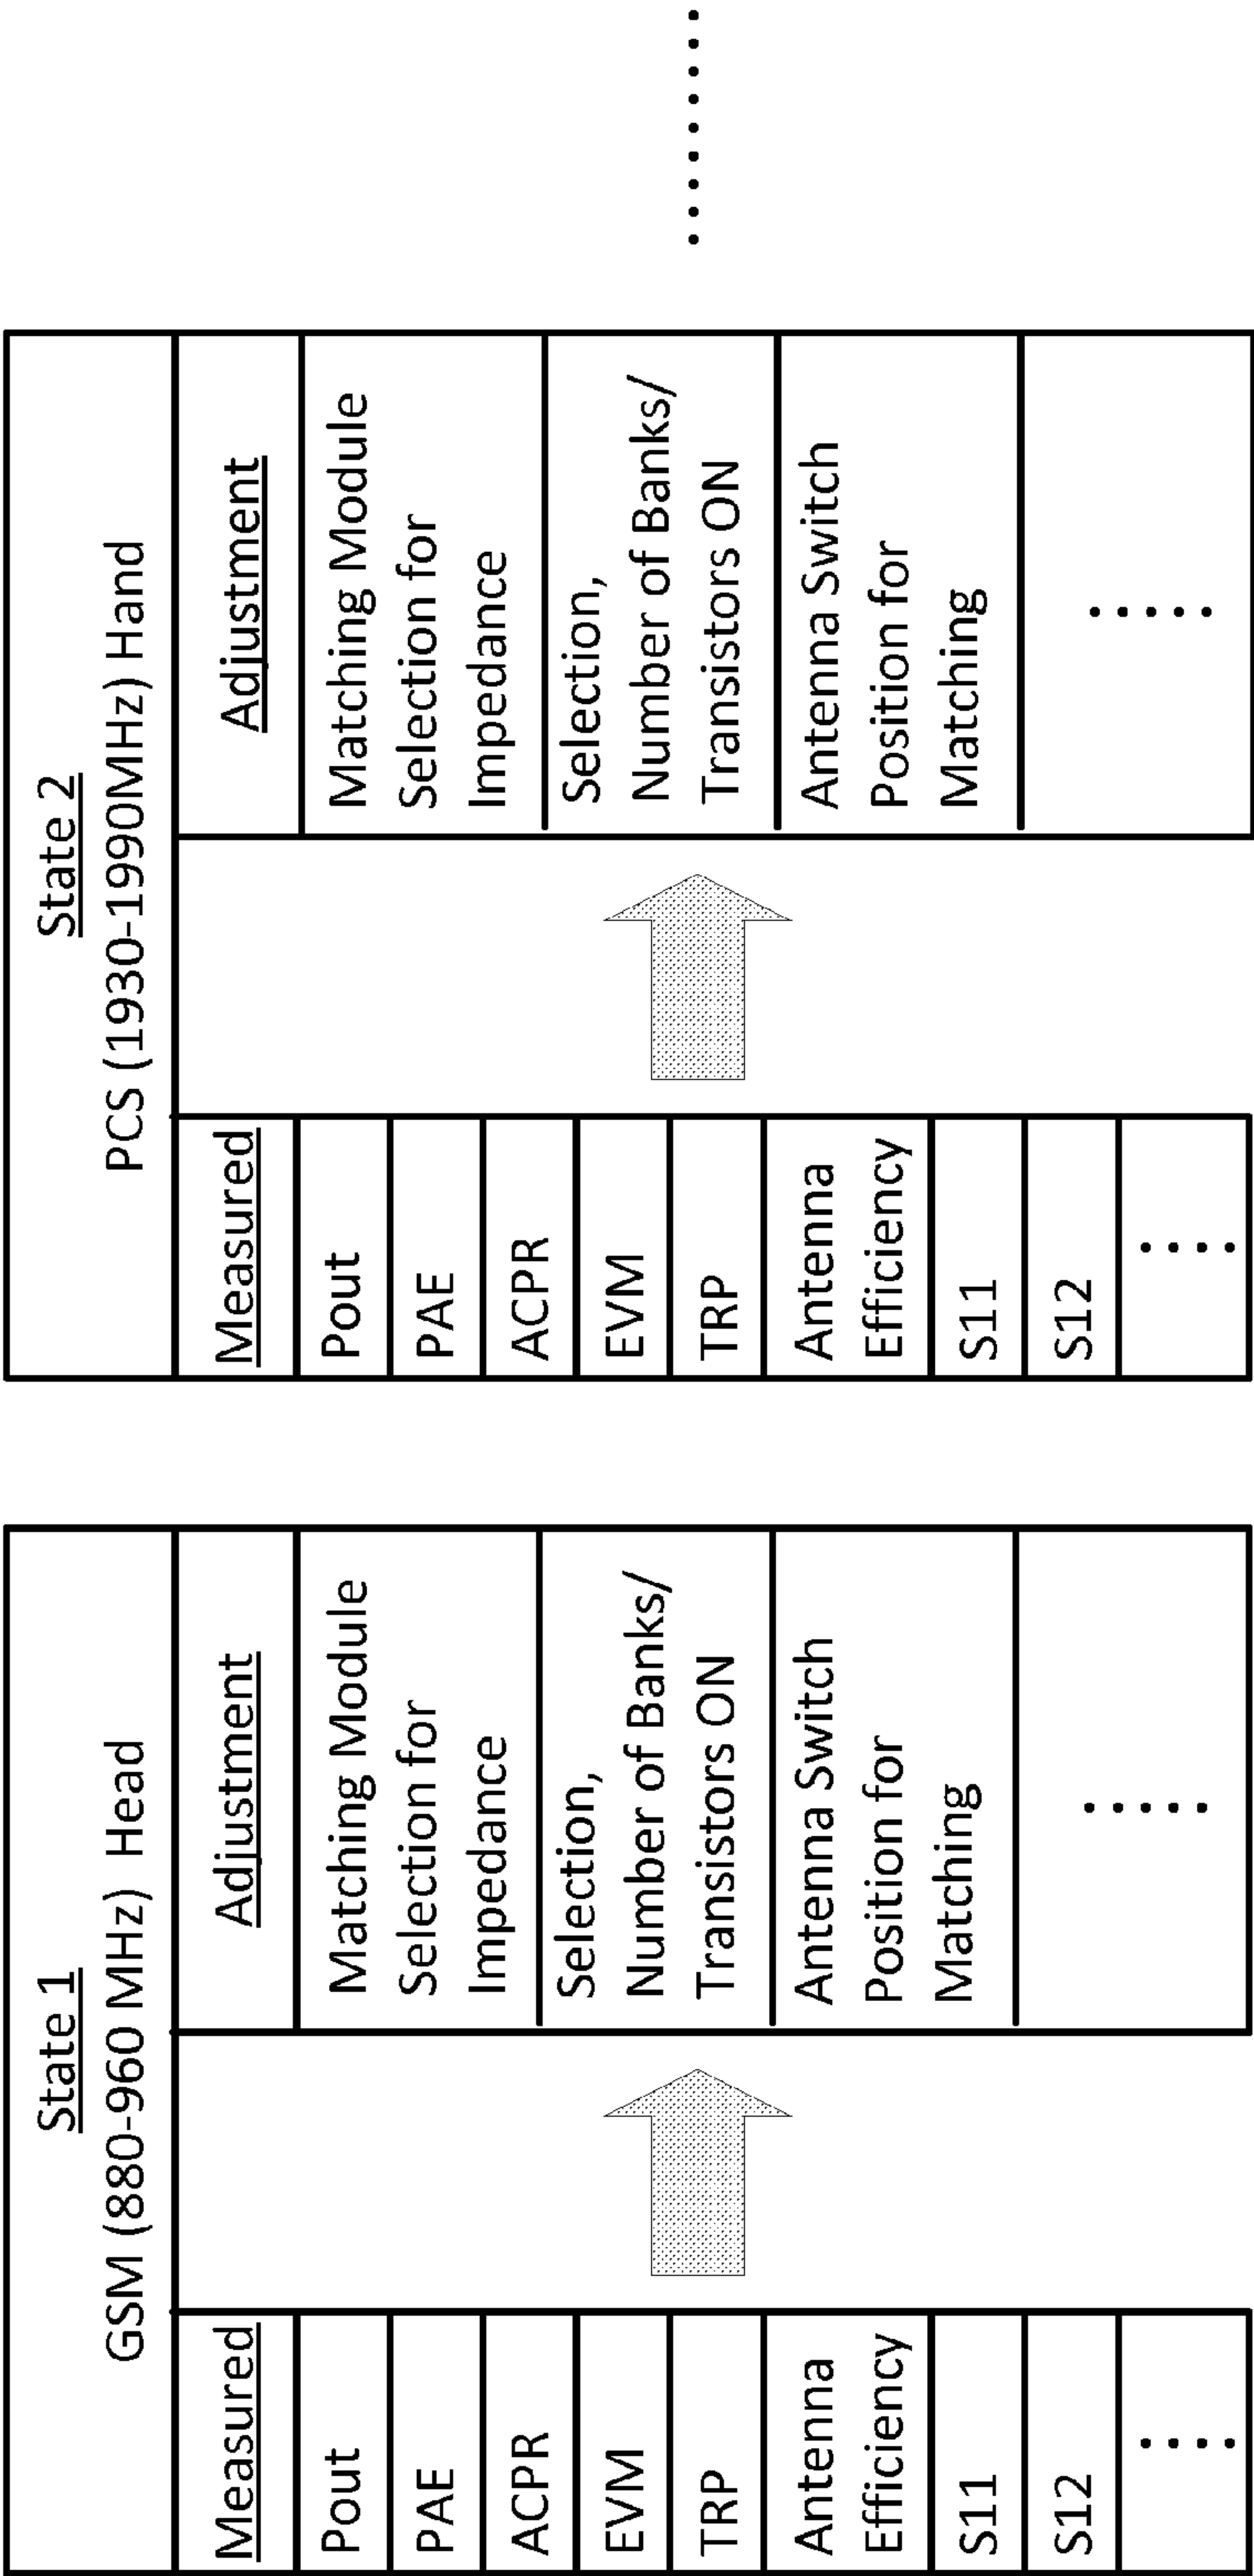 State 1
GSM (880-960 MHz) Head
Measured
Pout
PAE
ACPR
EVM
TRP
Antenna
Efficiency
S11
S12
.....
Adjustment
Matching Module
Selection for
Impedance
Selection,
Number of Banks/
Transistors ON
Antenna Switch
Position for
Matching
.....
State 2
PCS (1930-1990MHz) Hand
Measured
Pout
PAE
ACPR
EVM
TRP
Antenna
Efficiency
S11
S12
.....
Adjustment
Matching Module
Selection for
Impedance
Selection,
Number of Banks/
Transistors ON
Antenna Switch
Position for
Matching
.....
.........